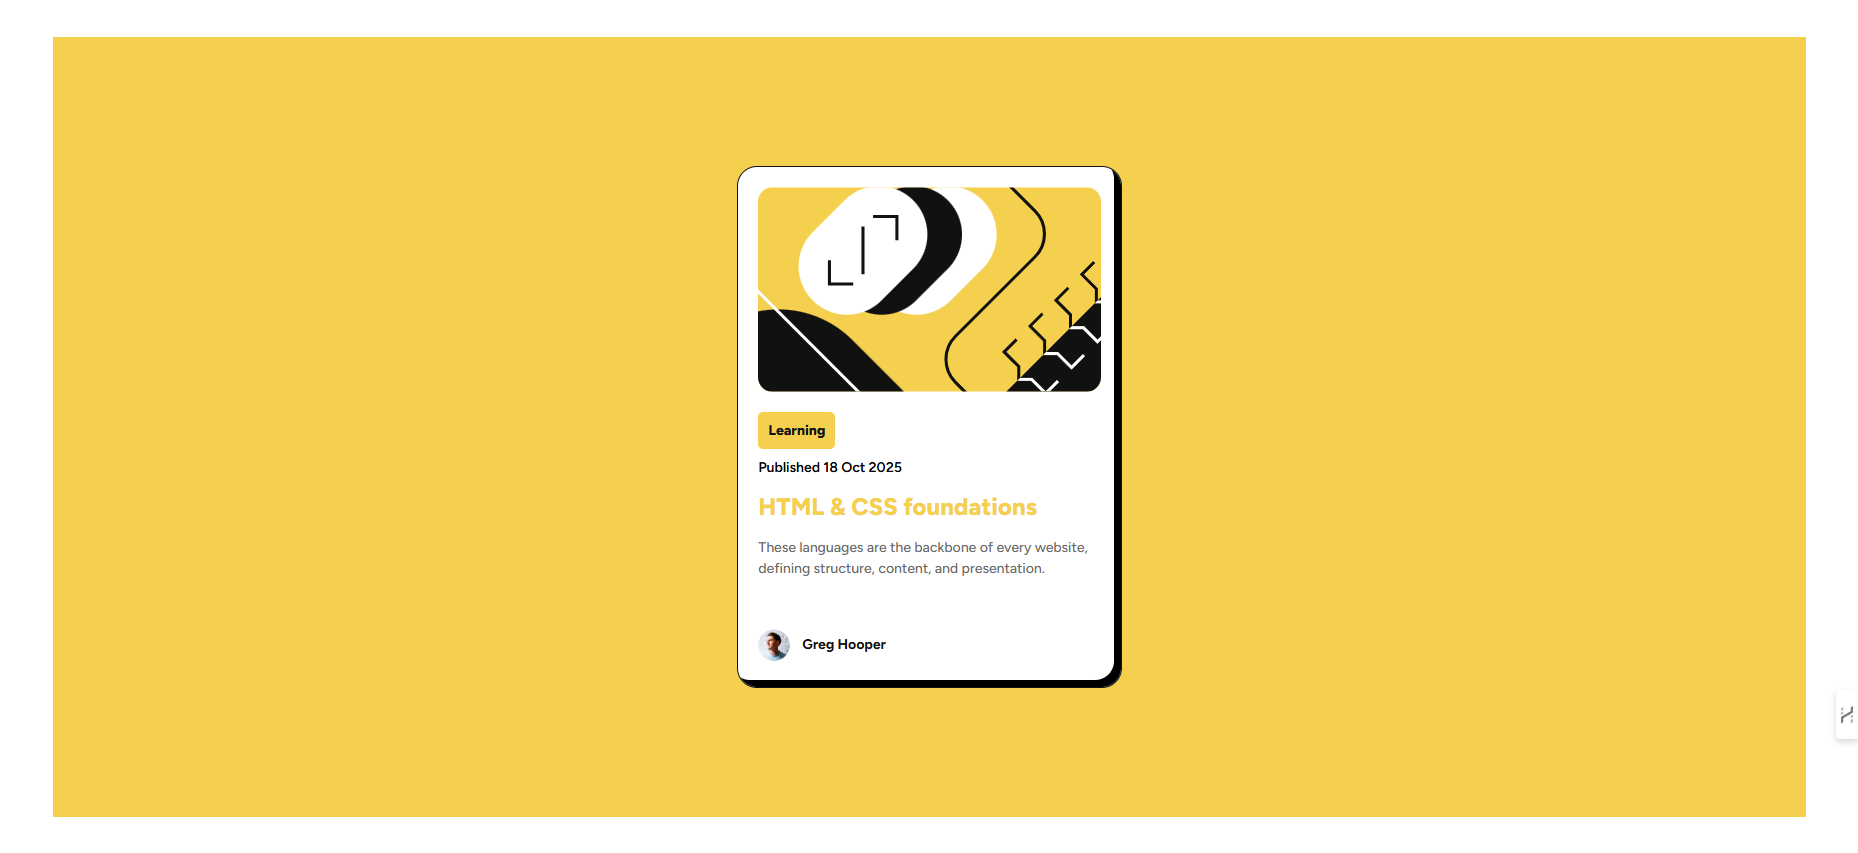 Learning
Published 18 Oct 2025
HTML & CSS foundations
These languages are the backbone of every website,
defining structure, content, and presentation.
Greg Hooper